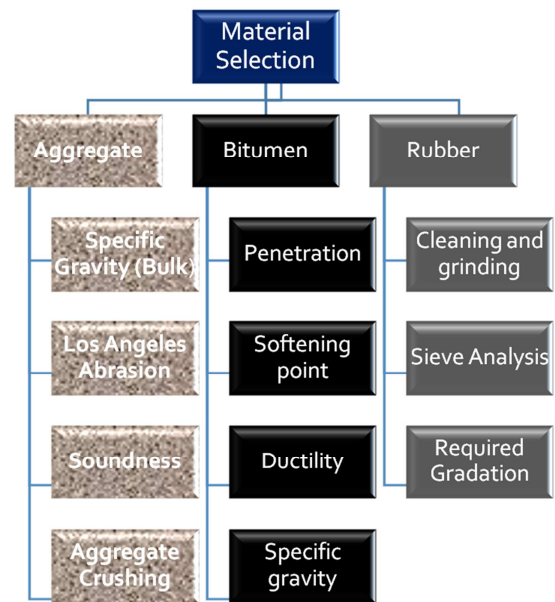 Material
Selection
Aggregate
Bitumen
Rubber
Specific
Gravity (Bulk)
Los Angeles
Abrasion
Soundness
Aggregate
Crushing
Penetration
Softening
point
Ductility
Specific
gravity
Cleaning and
grinding
Sieve Analysis
Required
Gradation